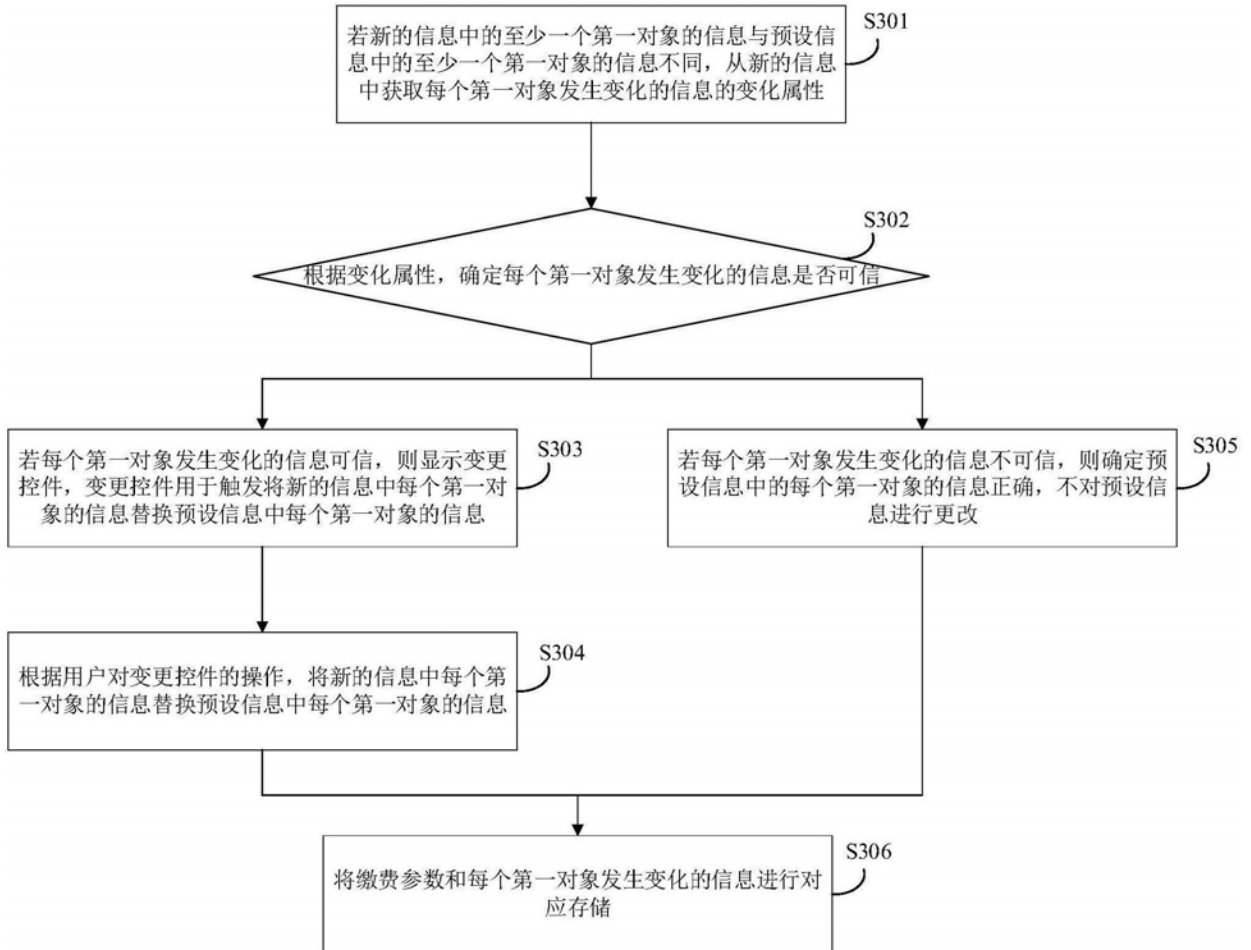 S301
若新的信息中的至少一个第一对象的信息与预设信
息中的至少一个第一对象的信息不同，从新的信息
中获取每个第一对象发生变化的信息的变化属性
S302
根据变化属性，确定每个第一对象发生变化的信息是否可信
S303
若每个第一对象发生变化的信息可信，则显示变更
控件，变更控件用于触发将新的信息中每个第一对
象的信息替换预设信息中每个第一对象的信息
S305
若每个第一对象发生变化的信息不可信，则确定预
设信息中的每个第一对象的信息正确，不对预设信
息进行更改
S304
根据用户对变更控件的操作，将新的信息中每个第
一对象的信息替换预设信息中每个第一对象的信息
S306
将缴费参数和每个第一对象发生变化的信息进行对
应存储